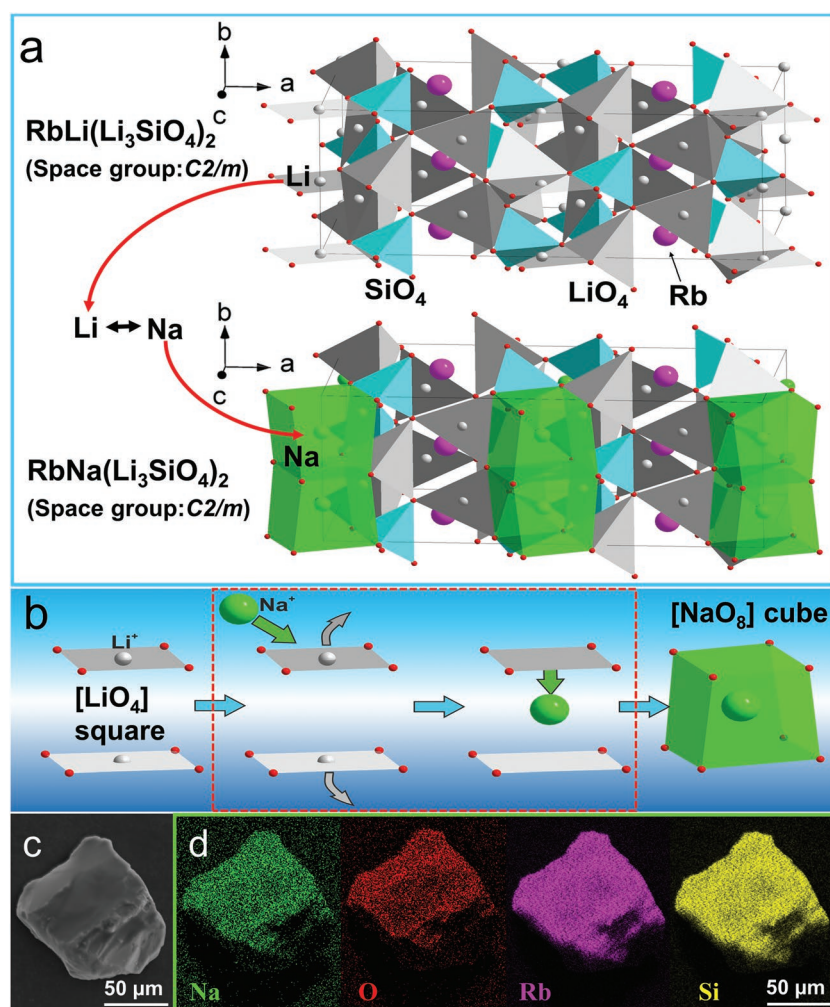 a
b
a
c
RbLi(Li₃SiO₄)₂
(Space group:C2/m)
Li
SiO₄
LiO₄
Rb
Li ↔ Na
b
a
c
Na
RbNa(Li₃SiO₄)₂
(Space group:C2/m)
b
Li⁺
[LiO₄]
square
Na⁺
[NaO₈] cube
c
50 µm
d
Na
O
Rb
Si
50 µm